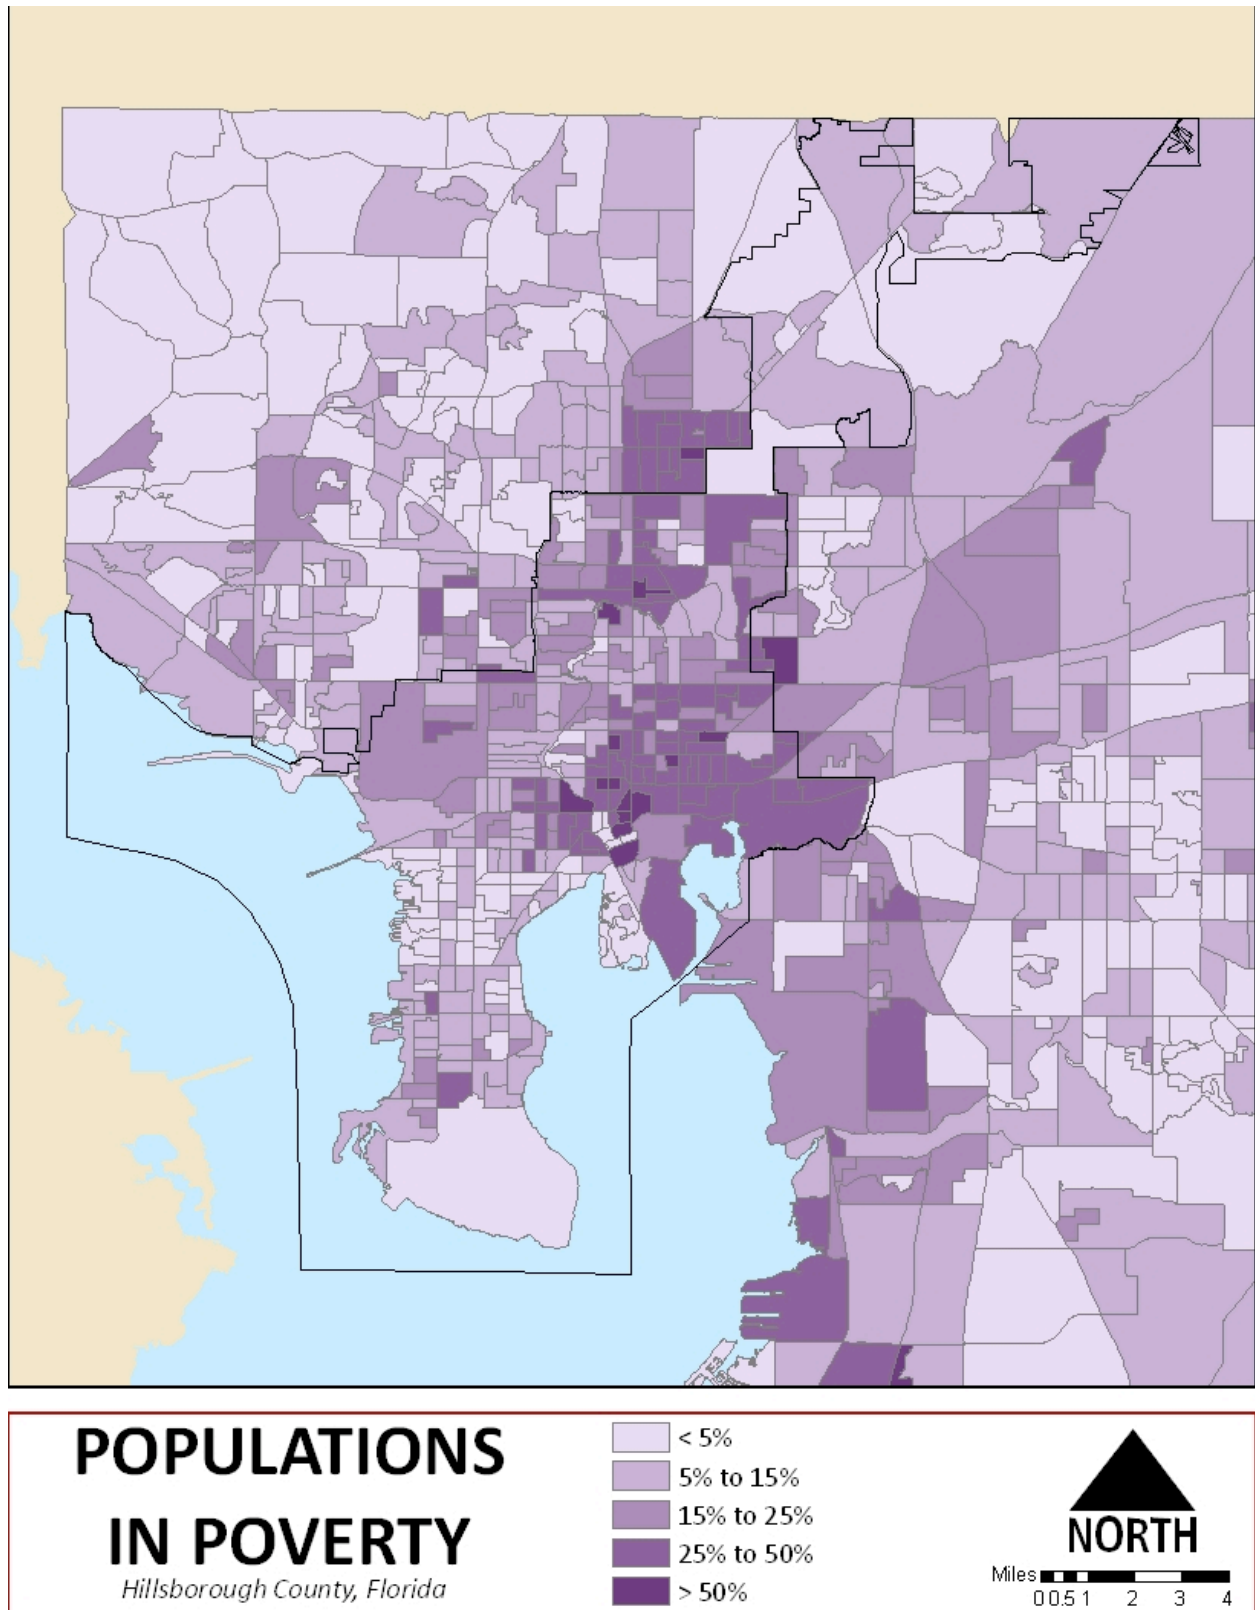 POPULATIONS
IN POVERTY
Hillsborough County, Florida
< 5%
5% to 15%
15% to 25%
25% to 50%
> 50%
NORTH
Miles
0 0.5 1 2 3 4